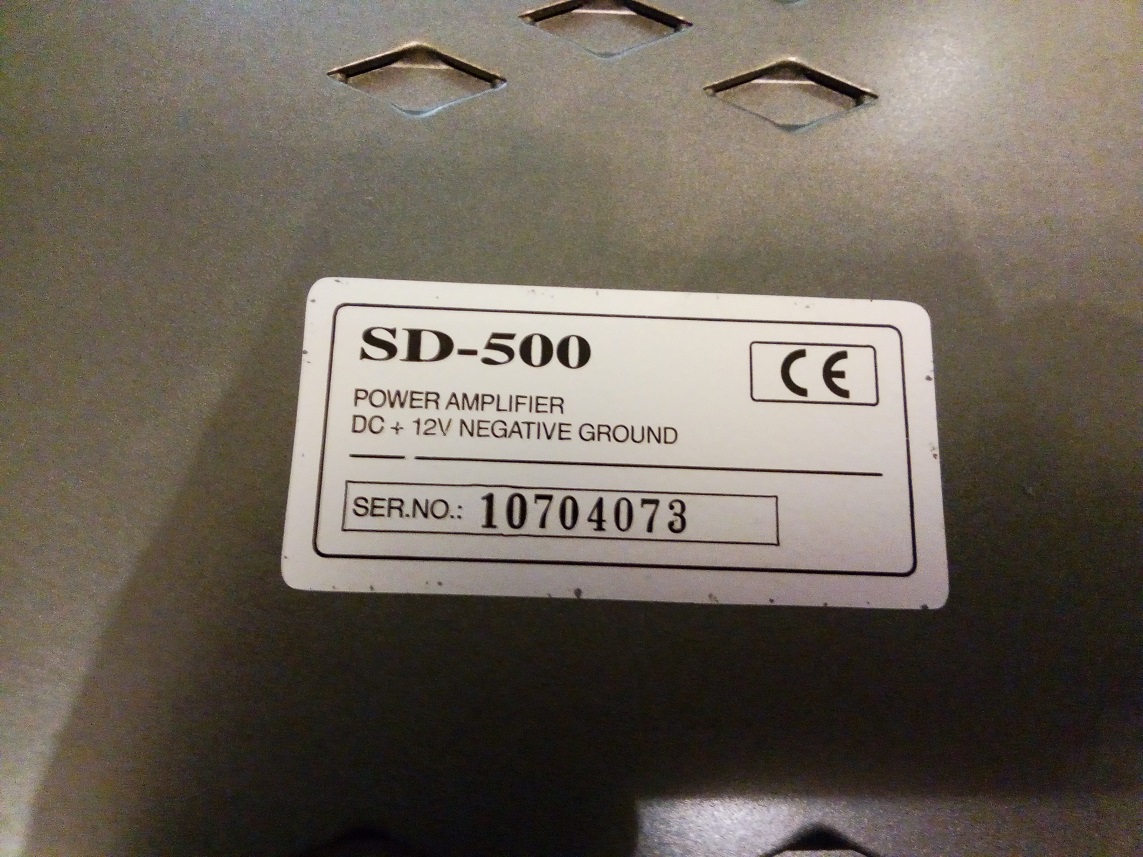 SD-500
CE
POWER AMPLIFIER
DC + 12V NEGATIVE GROUND
SER.NO.: 10704073